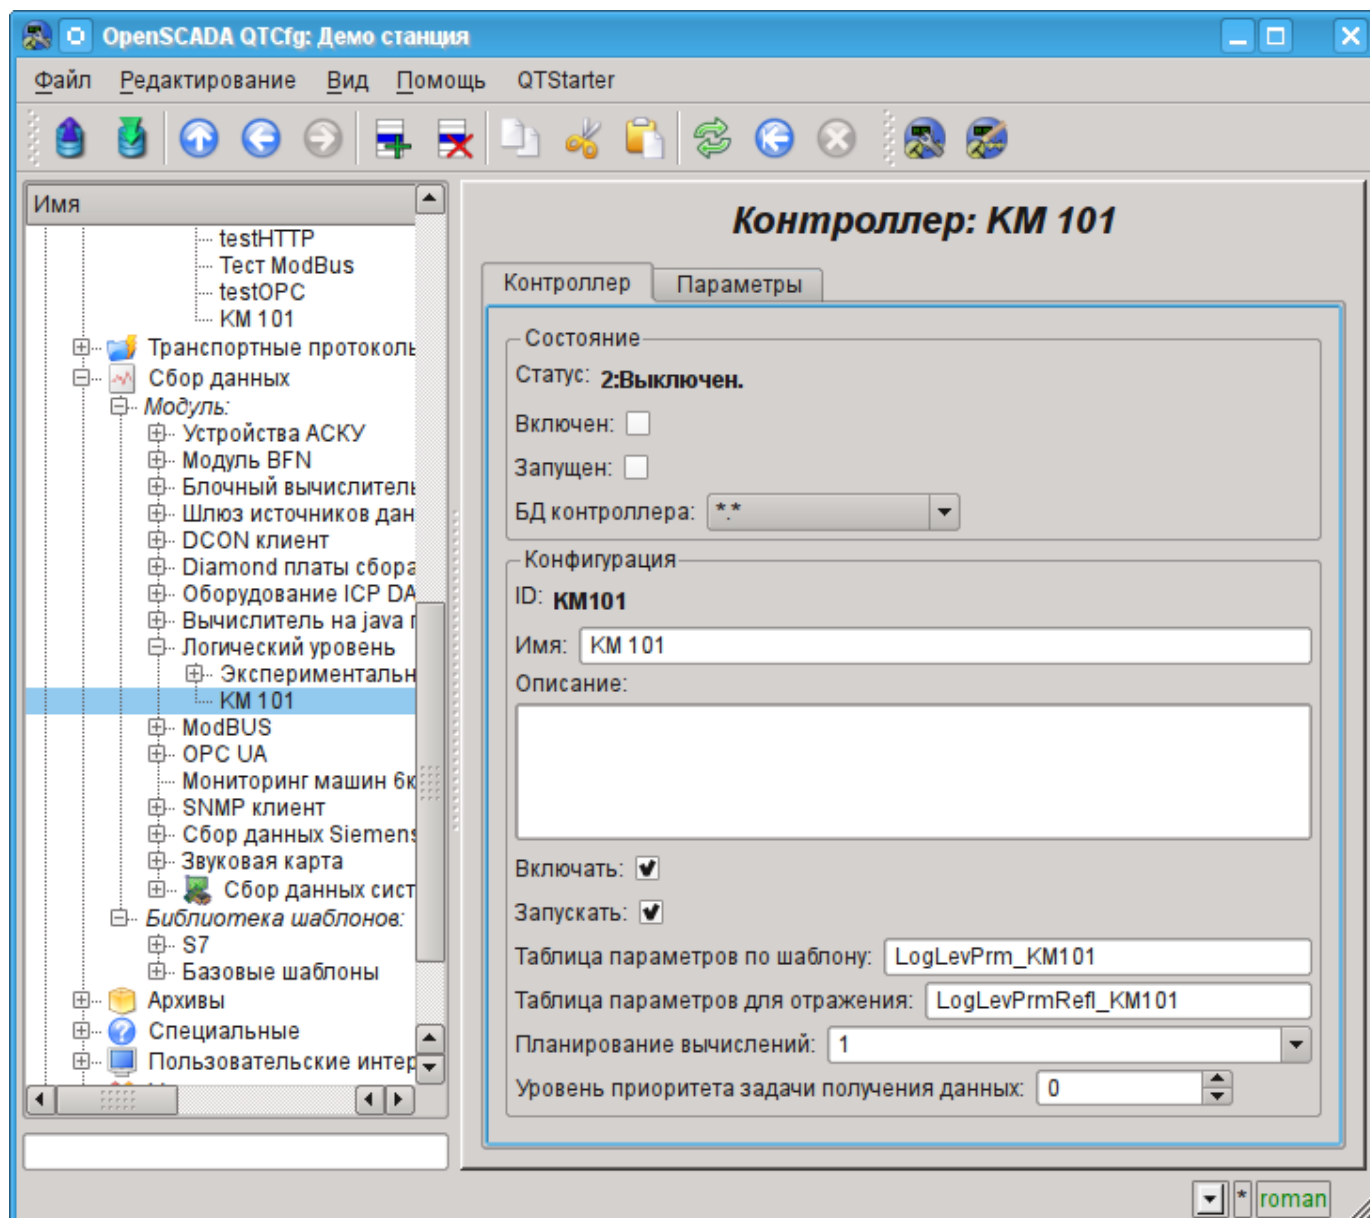 OpenSCADA QTCfg: Демо станция
Файл Редактирование Вид Помощь QTStarter
Имя
testHTTP
Тест ModBus
testOPC
КМ 101
Транспортные протоколь
Сбор данных
Модуль:
Устройства АСКУ
Модуль BFN
Блочный вычислитель
Шлюз источников дан
DCON клиент
Diamond платы сбора
Оборудование ICP DA
Вычислитель на java п
Логический уровень
Экспериментальн
КМ 101
ModBUS
OPC UA
Мониторинг машин 6к
SNMP клиент
Сбор данных Siemens
Звуковая карта
Сбор данных сист
Библиотека шаблонов:
S7
Базовые шаблоны
Архивы
Специальные
Пользовательские интер
Контроллер: КМ 101
Контроллер Параметры
Состояние
Статус: 2:Выключен.
Включен:
Запущен:
БД контроллера: *.*
Конфигурация
ID: KM101
Имя: КМ 101
Описание:
Включать:
Запускать:
Таблица параметров по шаблону: LogLevPrm_KM101
Таблица параметров для отражения: LogLevPrmRefl_KM101
Планирование вычислений: 1
Уровень приоритета задачи получения данных: 0
* roman